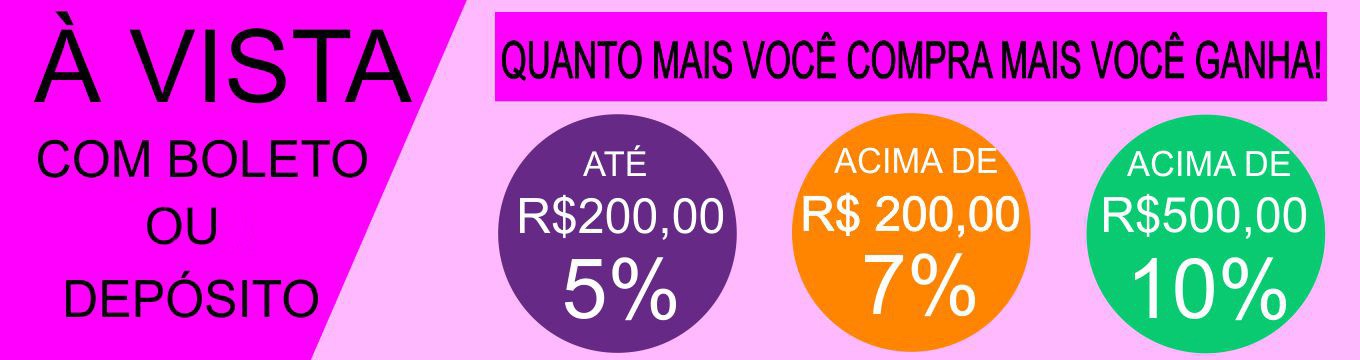 À VISTA
COM BOLETO
OU
DEPÓSITO
QUANTO MAIS VOCÊ COMPRA MAIS VOCÊ GANHA!
ATÉ
R$200,00
5%
ACIMA DE
R$ 200,00
7%
ACIMA DE
R$500,00
10%